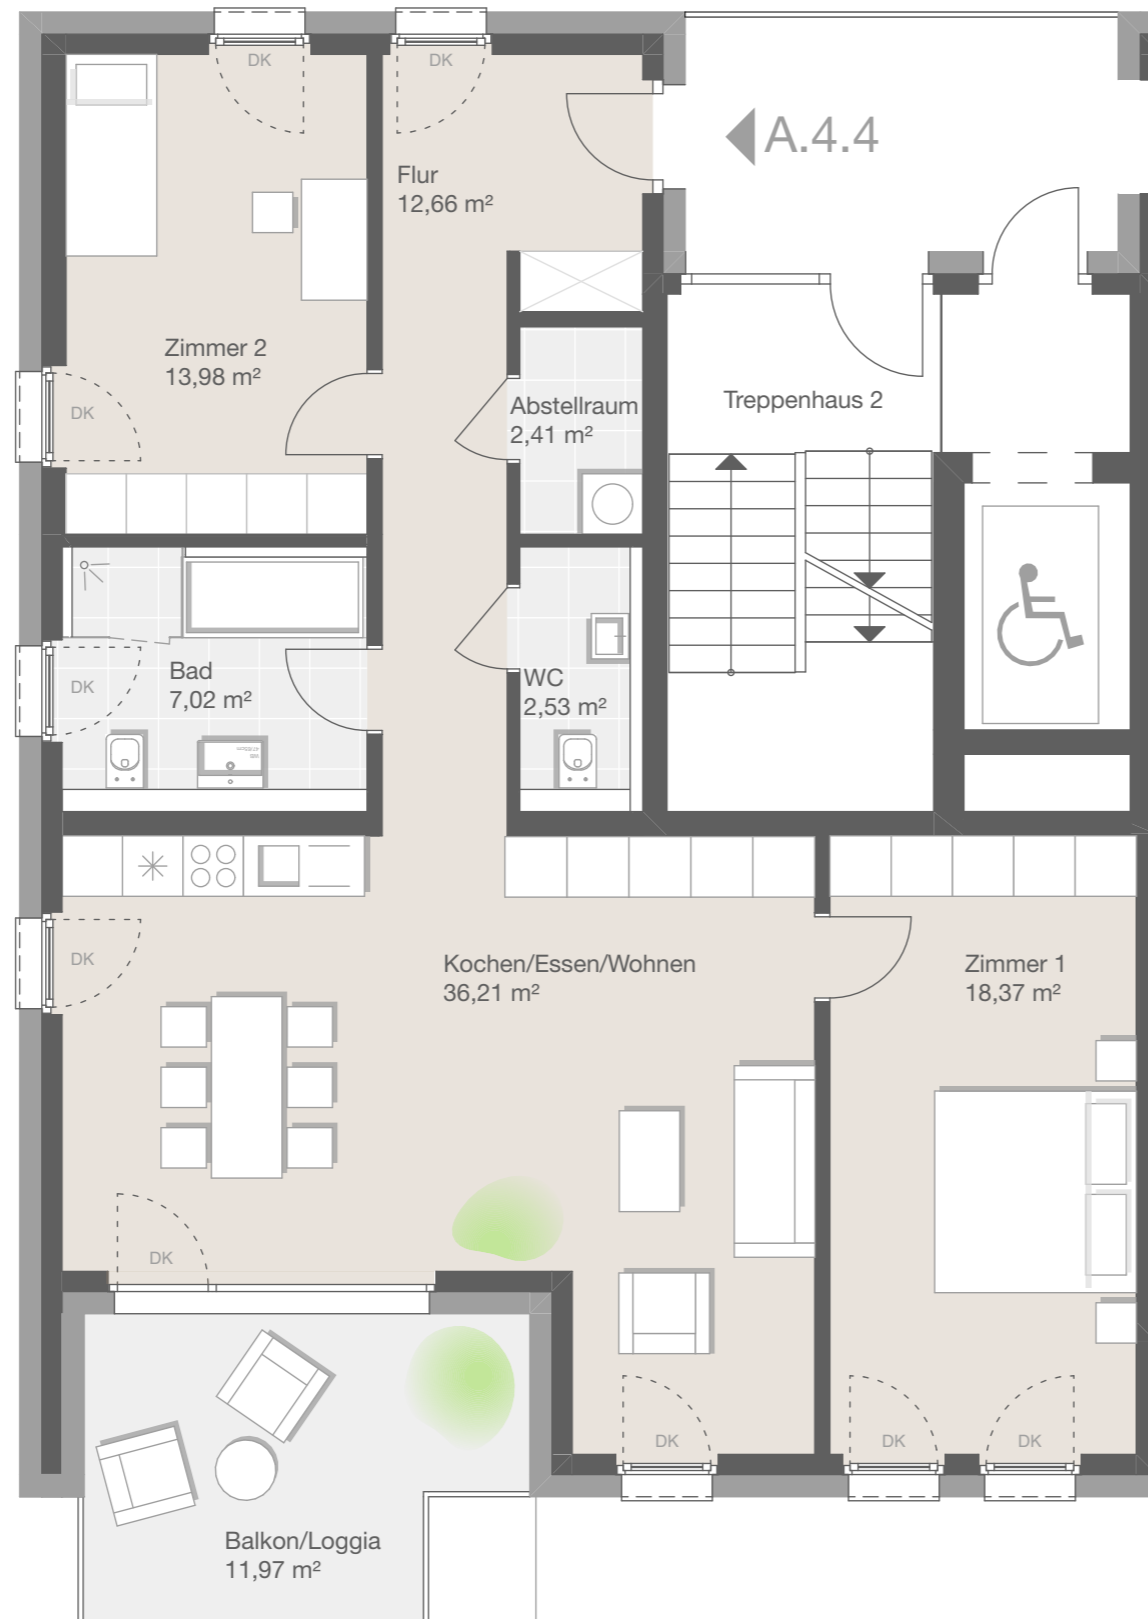 DK
DK
A.4.4
Flur
12,66 m²
Zimmer 2
13,98 m²
DK
Abstellraum
2,41 m²
Treppenhaus 2
Bad
7,02 m²
DK
WC
2,53 m²
DK
Kochen/Essen/Wohnen
36,21 m²
Zimmer 1
18,37 m²
DK
DK
DK
DK
Balkon/Loggia
11,97 m²